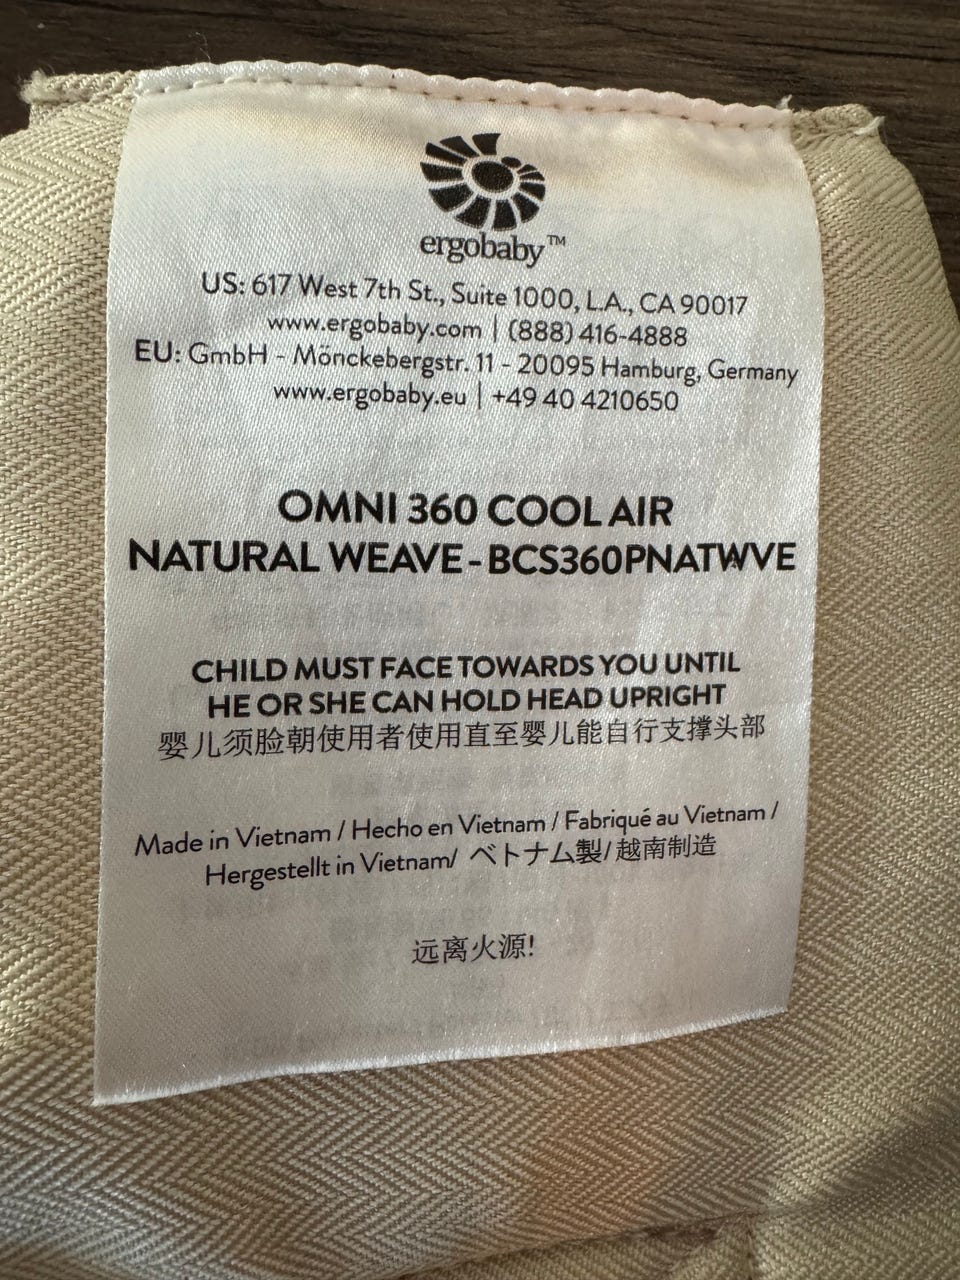 ergobaby™
US: 617 West 7th St., Suite 1000, L.A., CA 90017
www.ergobaby.com | (888) 416-4888
EU: GmbH - Mönckebergstr. 11 - 20095 Hamburg, Germany
www.ergobaby.eu | +49 40 4210650
OMNI 360 COOL AIR
NATURAL WEAVE - BCS360PNATWVE
CHILD MUST FACE TOWARDS YOU UNTIL
HE OR SHE CAN HOLD HEAD UPRIGHT
婴儿须脸朝使用者使用直至婴儿能自行支撑头部
Made in Vietnam / Hecho en Vietnam / Fabriqué au Vietnam /
Hergestellt in Vietnam/ ベトナム製/ 越南制造
远离火源!